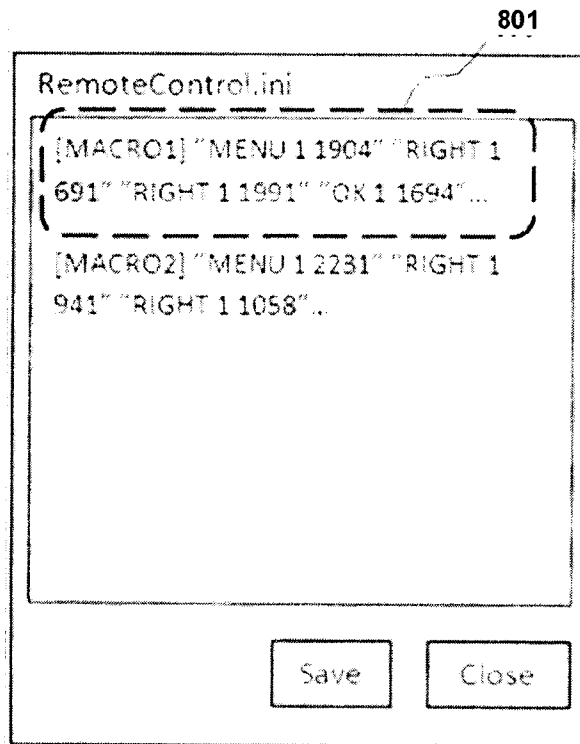 801
RemoteControl.ini
[MACRO1] "MENU 1 1904" "RIGHT 1
691" "RIGHT 1 1991" "OK 1 1694"...
[MACRO2] "MENU 1 2231" "RIGHT 1
941" "RIGHT 1 1058"...
Save Close